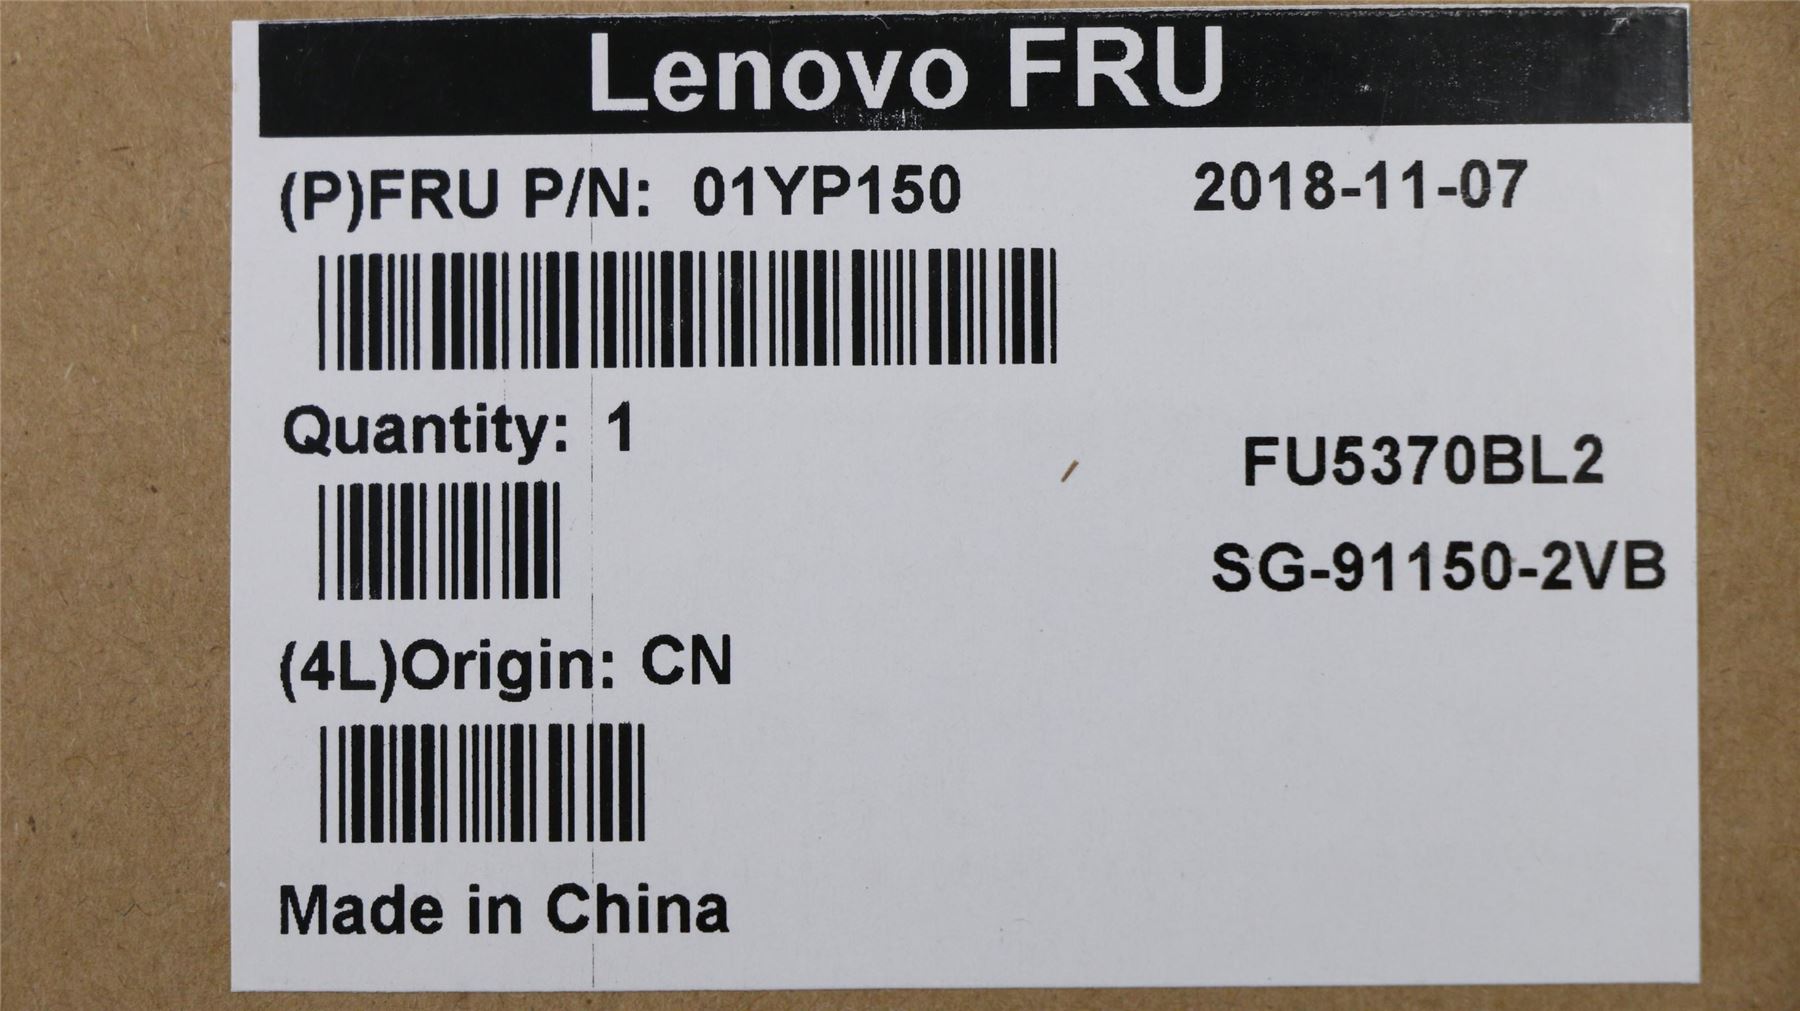 Lenovo FRU
(P)FRU P/N: 01YP150 2018-11-07
Quantity: 1
FU5370BL2
SG-91150-2VB
(4L)Origin: CN
Made in China